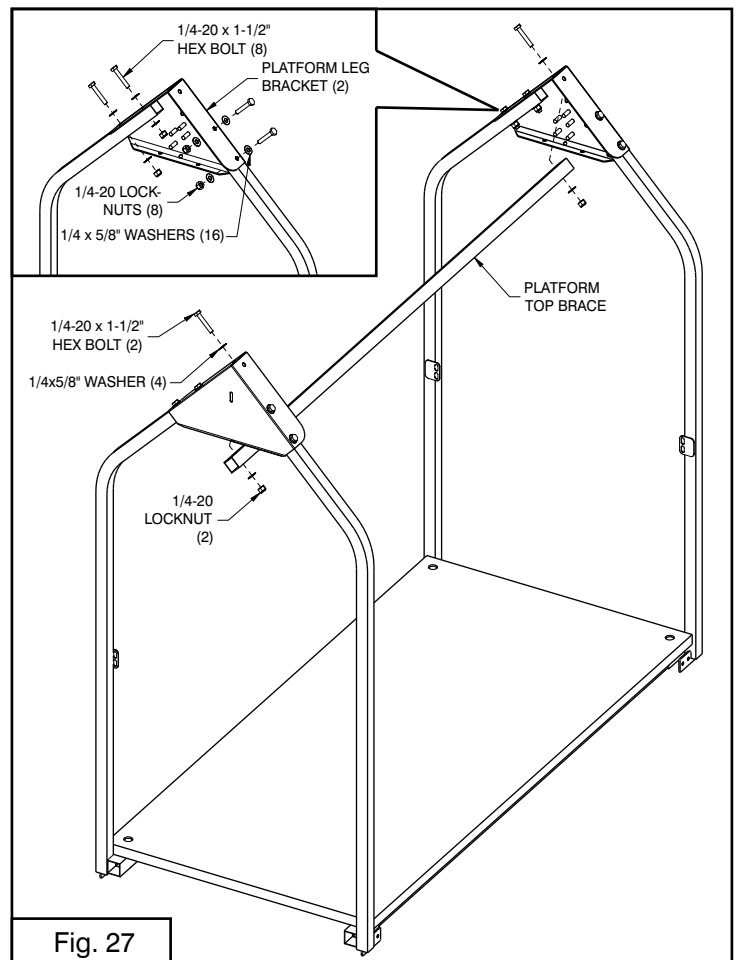 1/4-20 x 1-1/2"
HEX BOLT (8)
PLATFORM LEG
BRACKET (2)
1/4-20 LOCK-
NUTS (8)
1/4 x 5/8" WASHERS (16)
PLATFORM
TOP BRACE
1/4-20 x 1-1/2"
HEX BOLT (2)
1/4x5/8" WASHER (4)
1/4-20
LOCKNUT
(2)
Fig. 27